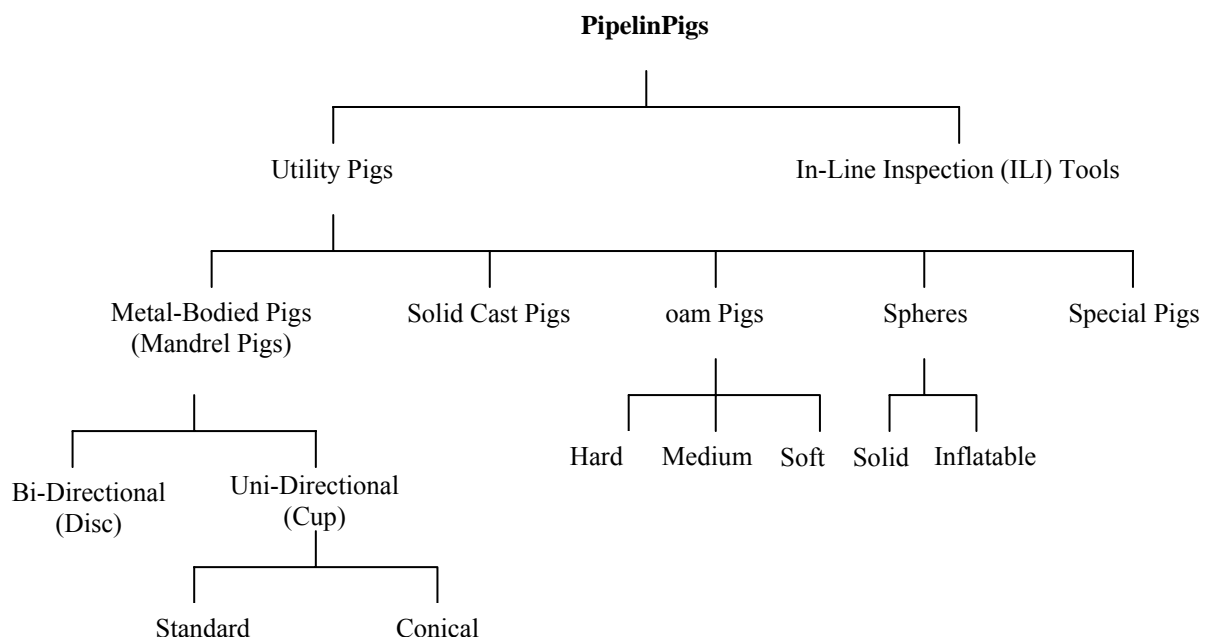 PipelinPigs
Utility Pigs
In-Line Inspection (ILI) Tools
Metal-Bodied Pigs
(Mandrel Pigs)
Solid Cast Pigs
oam Pigs
Spheres
Special Pigs
Hard
Medium
Soft
Solid
Inflatable
Bi-Directional
(Disc)
Uni-Directional
(Cup)
Standard
Conical